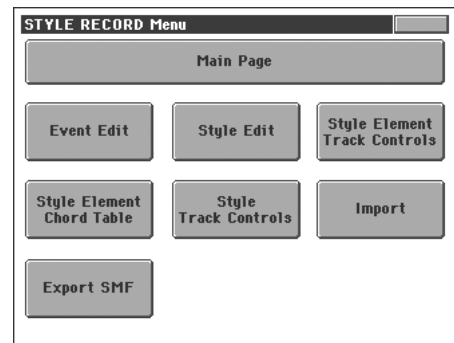 STYLE RECORD Menu
Main Page
Event Edit
Style Edit
Style Element
Track Controls
Style Element
Chord Table
Style
Track Controls
Import
Export SMF